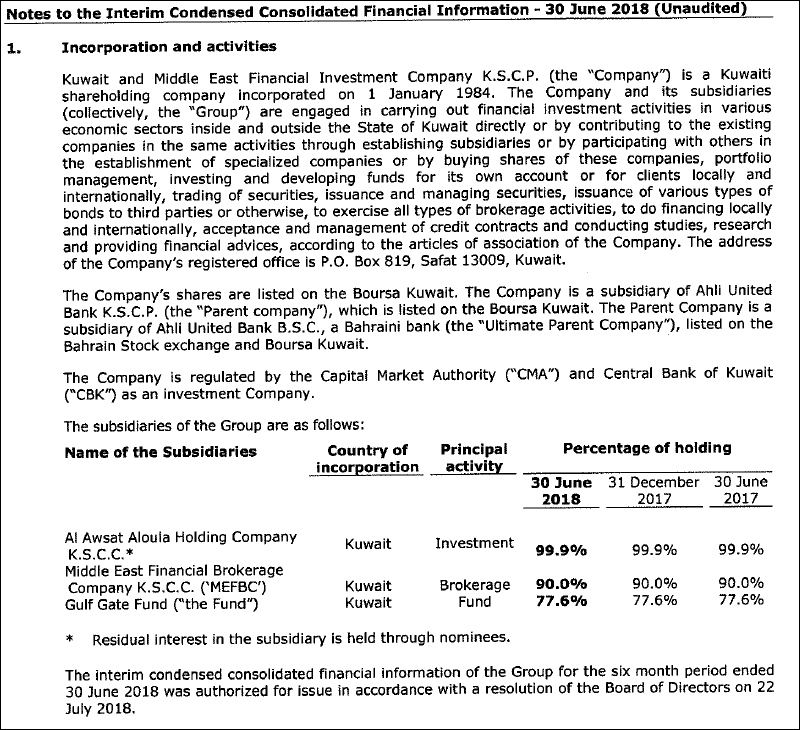 Notes to the Interim Condensed Consolidated Financial Information - 30 June 2018 (Unaudited)
1. Incorporation and activities
Kuwait and Middle East Financial Investment Company K.S.C.P. (the "Company") is a Kuwaiti
shareholding company incorporated on 1 January 1984. The Company and its subsidiaries
(collectively, the "Group") are engaged in carrying out financial investment activities in various
economic sectors inside and outside the State of Kuwait directly or by contributing to the existing
companies in the same activities through establishing subsidiaries or by participating with others in
the establishment of specialized companies or by buying shares of these companies, portfolio
management, investing and developing funds for its own account or for clients locally and
internationally, trading of securities, issuance and managing securities, issuance of various types of
bonds to third parties or otherwise, to exercise all types of brokerage activities, to do financing locally
and internationally, acceptance and management of credit contracts and conducting studies, research
and providing financial advices, according to the articles of association of the Company. The address
of the Company's registered office is P.O. Box 819, Safat 13009, Kuwait.
The Company's shares are listed on the Boursa Kuwait. The Company is a subsidiary of Ahli United
Bank K.S.C.P. (the "Parent company"), which is listed on the Boursa Kuwait. The Parent Company is a
subsidiary of Ahli United Bank B.S.C., a Bahraini bank (the "Ultimate Parent Company"), listed on the
Bahrain Stock exchange and Boursa Kuwait.
The Company is regulated by the Capital Market Authority ("CMA") and Central Bank of Kuwait
("CBK") as an investment Company.
The subsidiaries of the Group are as follows:
Name of the Subsidiaries Country of Principal Percentage of holding
incorporation activity
30 June 31 December 30 June
2018 2017 2017
Al Awsat Aloula Holding Company
K.S.C.C.* Kuwait Investment 99.9% 99.9% 99.9%
Middle East Financial Brokerage
Company K.S.C.C. ('MEFBC') Kuwait Brokerage 90.0% 90.0% 90.0%
Gulf Gate Fund ("the Fund") Kuwait Fund 77.6% 77.6% 77.6%
* Residual interest in the subsidiary is held through nominees.
The interim condensed consolidated financial information of the Group for the six month period ended
30 June 2018 was authorized for issue in accordance with a resolution of the Board of Directors on 22
July 2018.